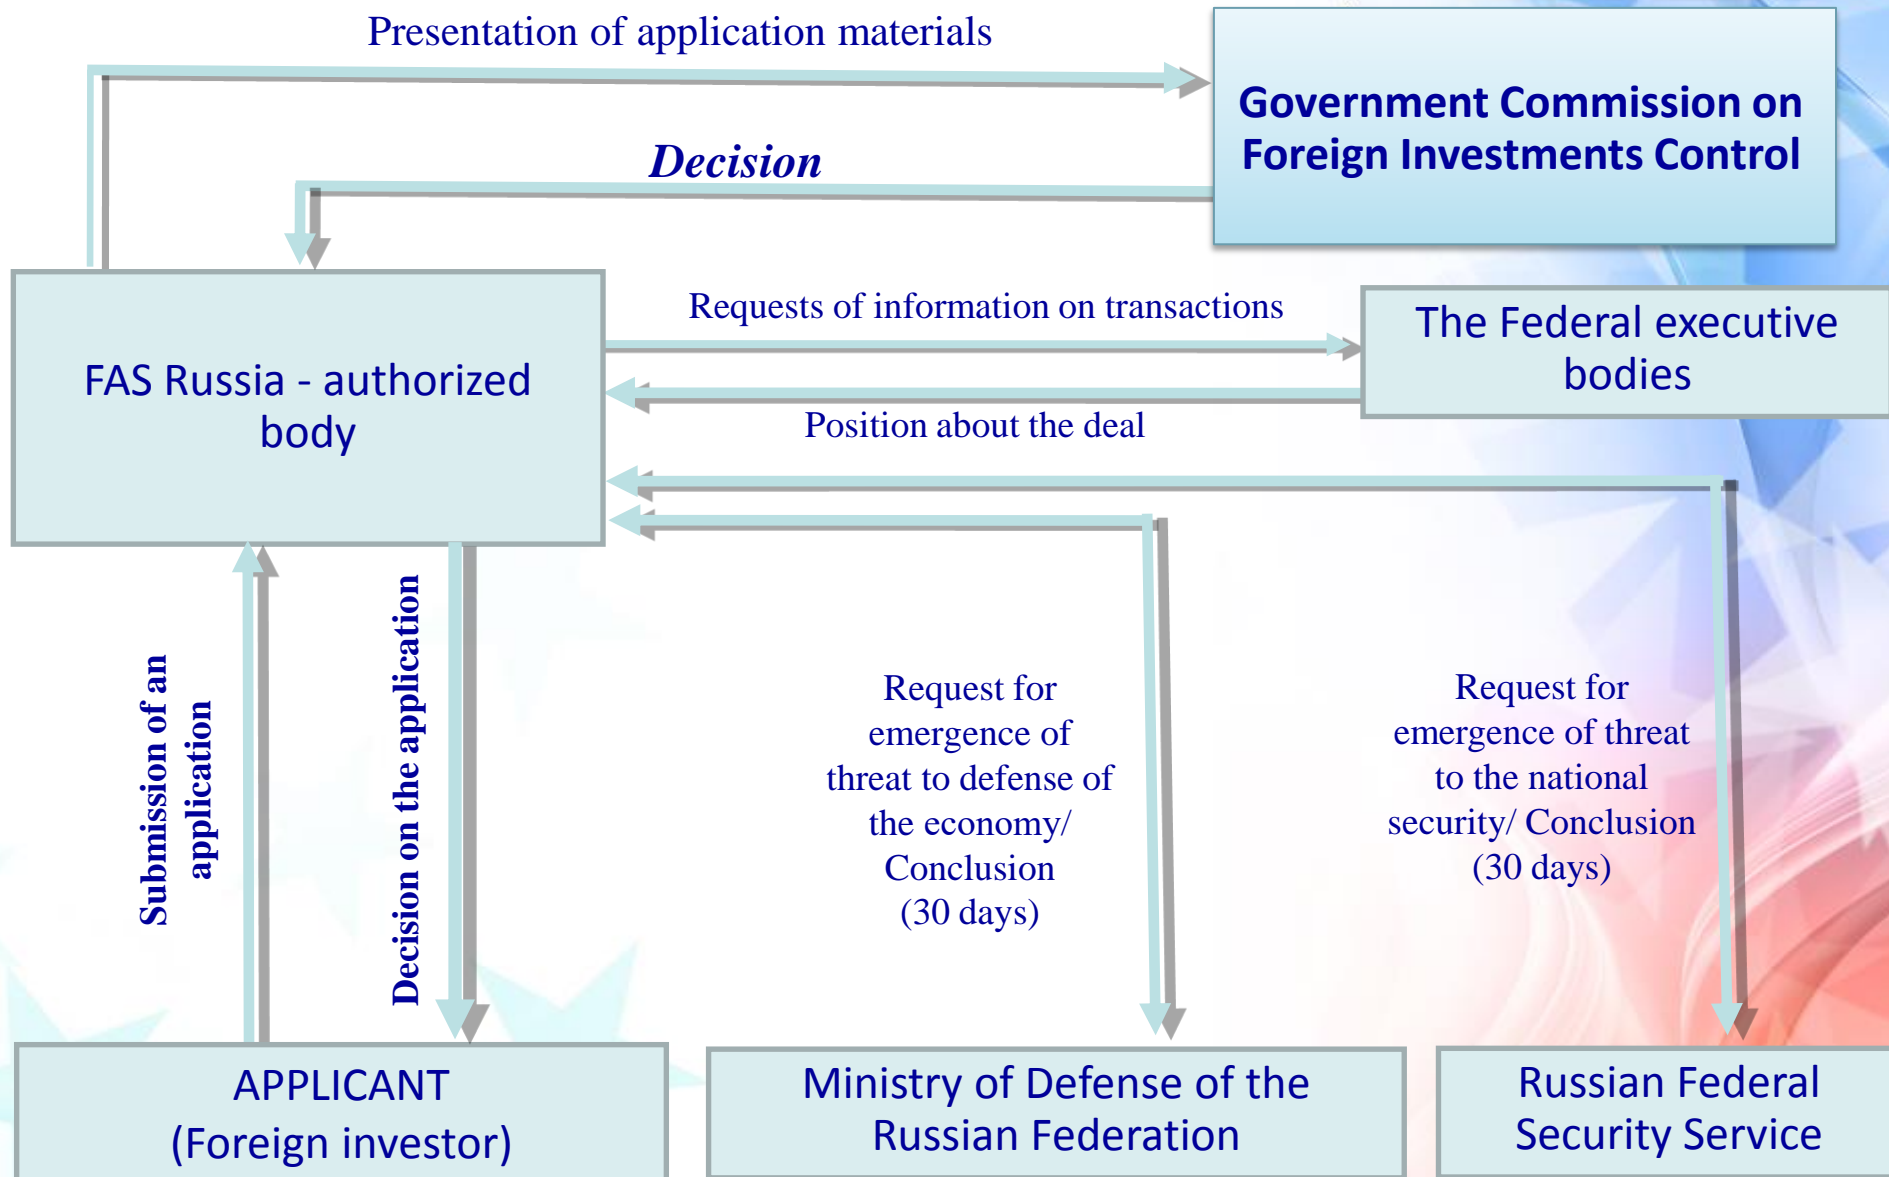 Presentation of application materials
Government Commission on
Foreign Investments Control
Decision
Requests of information on transactions
The Federal executive
bodies
FAS Russia - authorized
body
Position about the deal
Submission of an
application
Decision on the application
Request for
emergence of
threat to defense of
the economy/
Conclusion
(30 days)
Request for
emergence of threat
to the national
security/ Conclusion
(30 days)
APPLICANT
(Foreign investor)
Ministry of Defense of the
Russian Federation
Russian Federal
Security Service